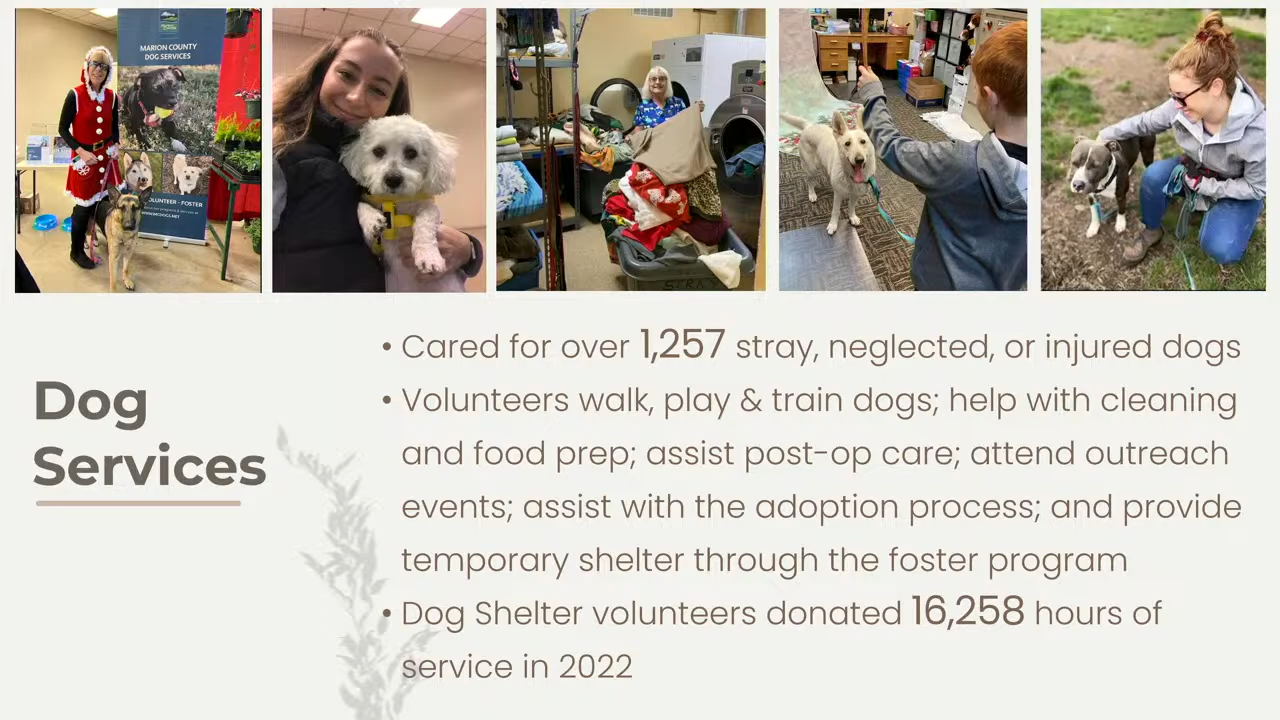 MARION COUNTY
DOG SERVICES
VOLUNTEER - FOSTER
STRAY
Dog
Services
• Cared for over 1,257 stray, neglected, or injured dogs
• Volunteers walk, play & train dogs; help with cleaning
and food prep; assist post-op care; attend outreach
events; assist with the adoption process; and provide
temporary shelter through the foster program
• Dog Shelter volunteers donated 16,258 hours of
service in 2022